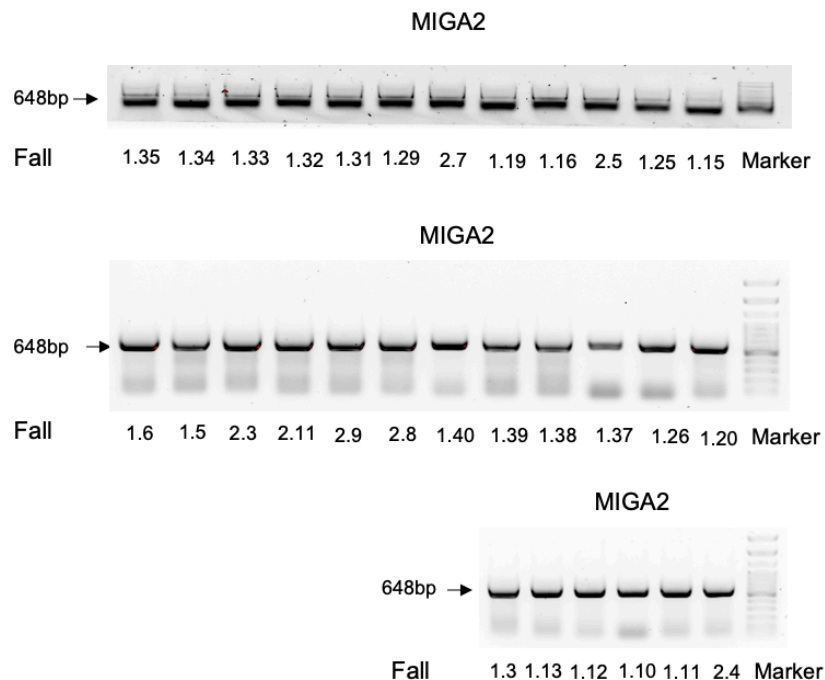 MIGA2
648bp
Fall 1.35 1.34 1.33 1.32 1.31 1.29 2.7 1.19 1.16 2.5 1.25 1.15 Marker
MIGA2
648bp
Fall 1.6 1.5 2.3 2.11 2.9 2.8 1.40 1.39 1.38 1.37 1.26 1.20 Marker
MIGA2
648bp
Fall 1.3 1.13 1.12 1.10 1.11 2.4 Marker